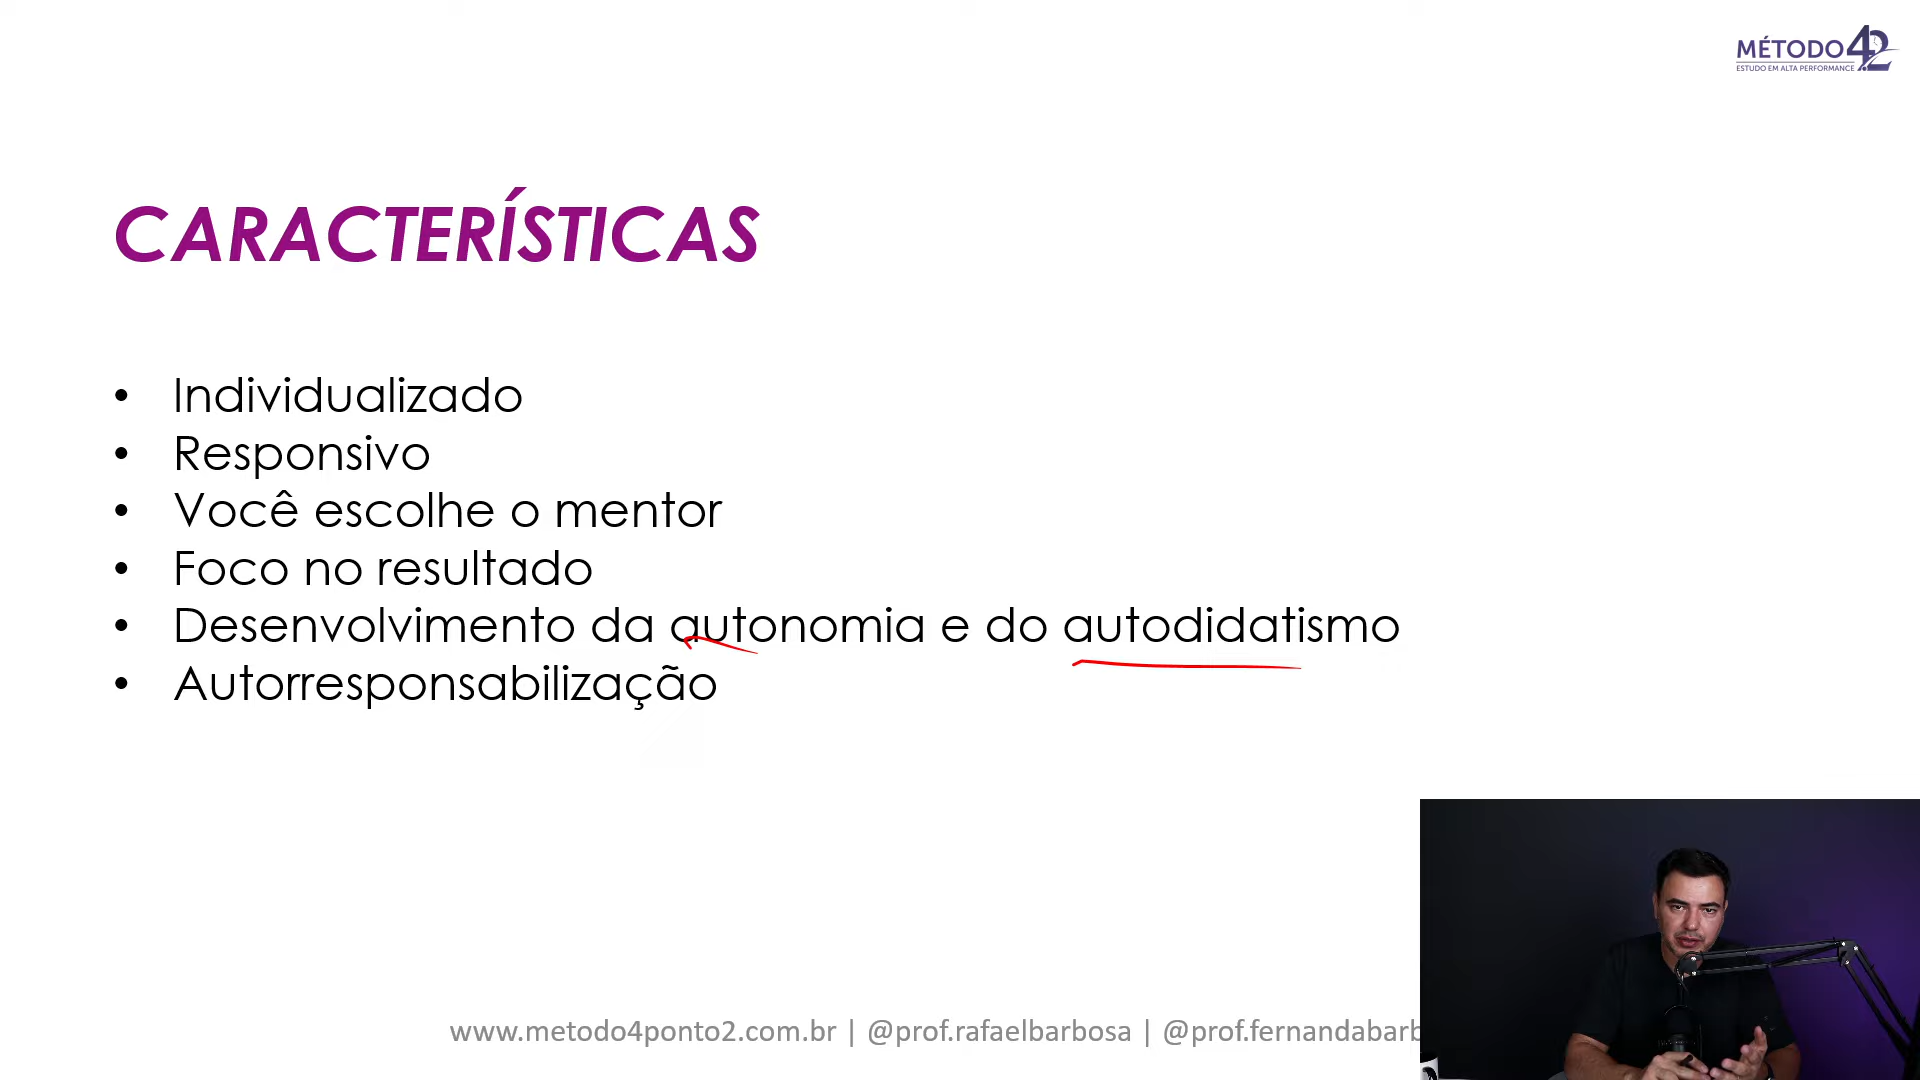 MÉTODO 4.2
ESTUDO EM ALTA PERFORMANCE
CARACTERÍSTICAS
• Individualizado
• Responsivo
• Você escolhe o mentor
• Foco no resultado
• Desenvolvimento da autonomia e do autodidatismo
• Autorresponsabilização
www.metodo4ponto2.com.br | @prof.rafaelbarbosa | @prof.fernandabarb